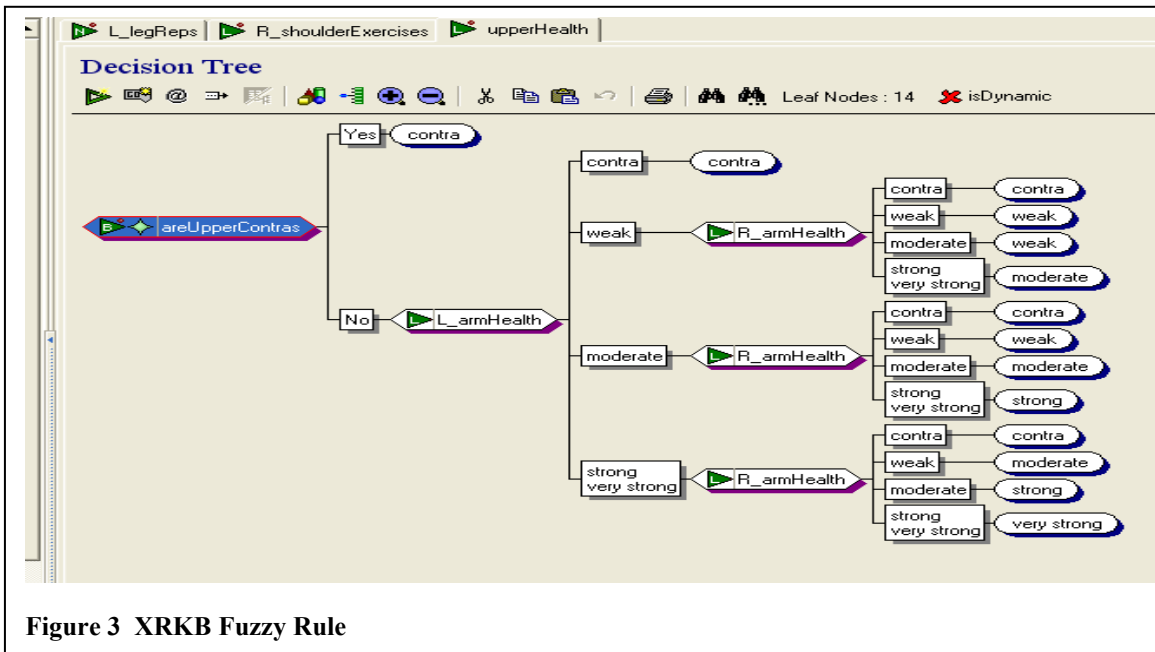 L_legReps R_shoulderExercises upperHealth
Decision Tree
Leaf Nodes : 14 isDynamic
Yes contra
areUpperContras
No L_armHealth
contra contra
weak R_armHealth
contra contra
weak weak
moderate weak
strong
very strong moderate
moderate R_armHealth
contra contra
weak weak
moderate moderate
strong
very strong strong
strong
very strong R_armHealth
contra contra
weak moderate
moderate strong
strong
very strong very strong
Figure 3 XRKB Fuzzy Rule